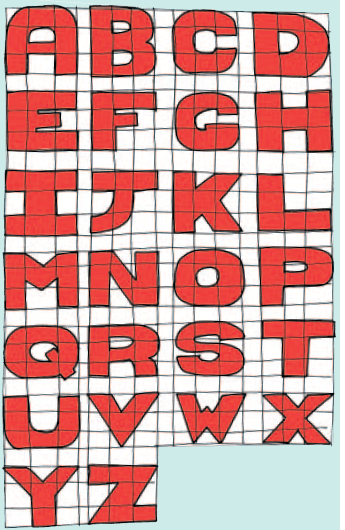 ABCD
EFGH
IJKL
MNOP
QRST
UVWX
YZ